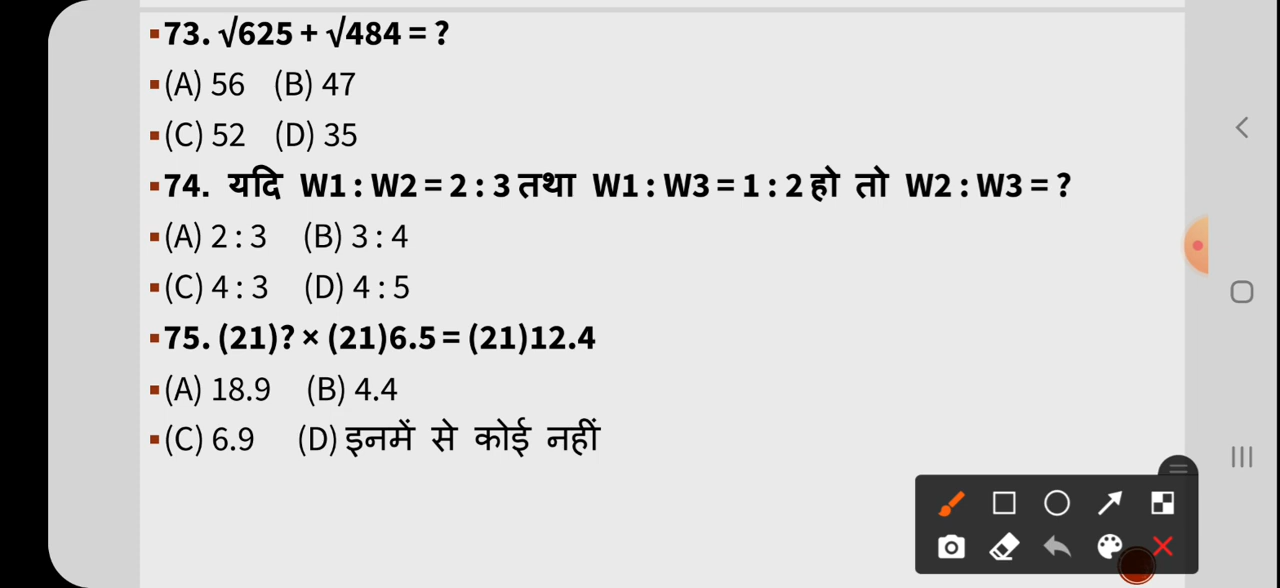 ▪73. √625 + √484 = ?
▪(A) 56 (B) 47
▪(C) 52 (D) 35
▪74. यदि W1 : W2 = 2 : 3 तथा W1 : W3 = 1 : 2 हो तो W2 : W3 = ?
▪(A) 2 : 3 (B) 3 : 4
▪(C) 4 : 3 (D) 4 : 5
▪75. (21)? × (21)6.5 = (21)12.4
▪(A) 18.9 (B) 4.4
▪(C) 6.9 (D) इनमें से कोई नहीं